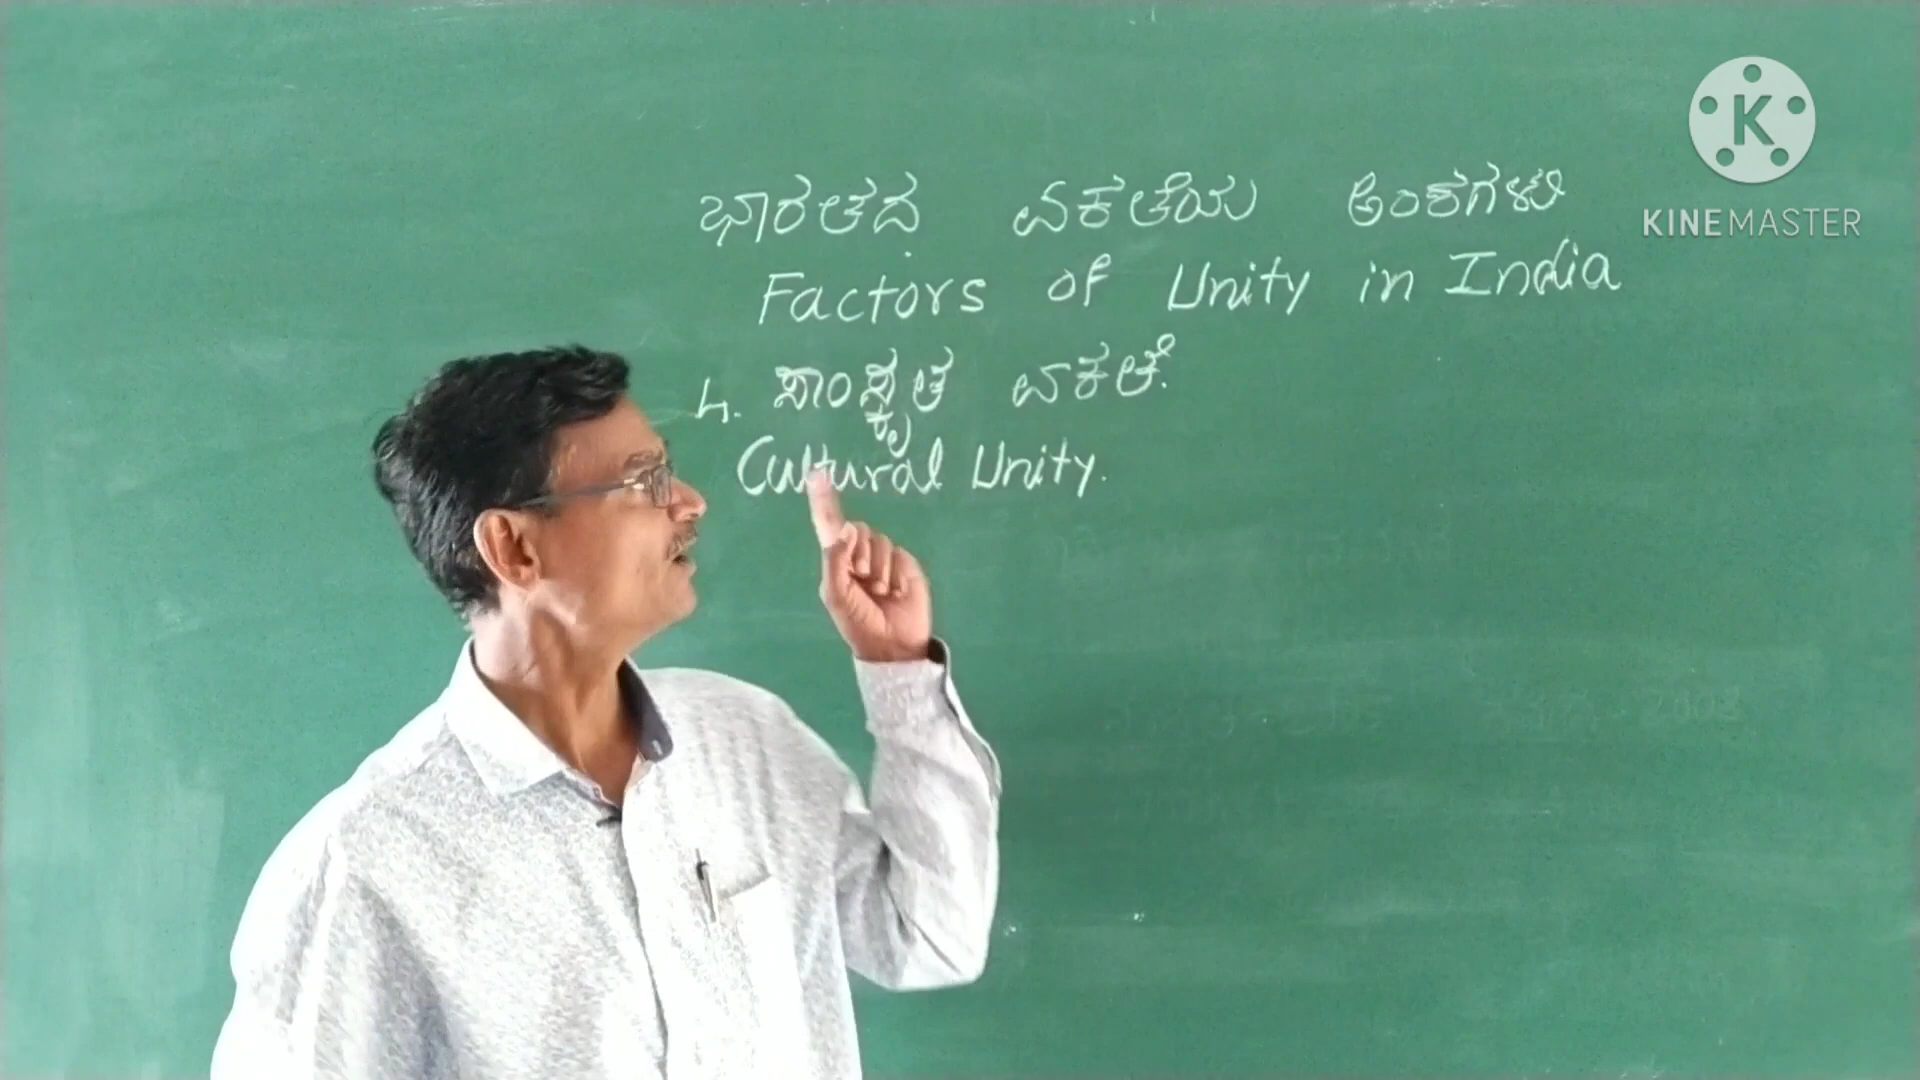 ಭಾರತದ ಏಕತೆಯ ಅಂಶಗಳು
Factors of Unity in India
4. ಸಾಂಸ್ಕೃತ ಏಕತೆ.
Cultural Unity.
K
KINEMASTER